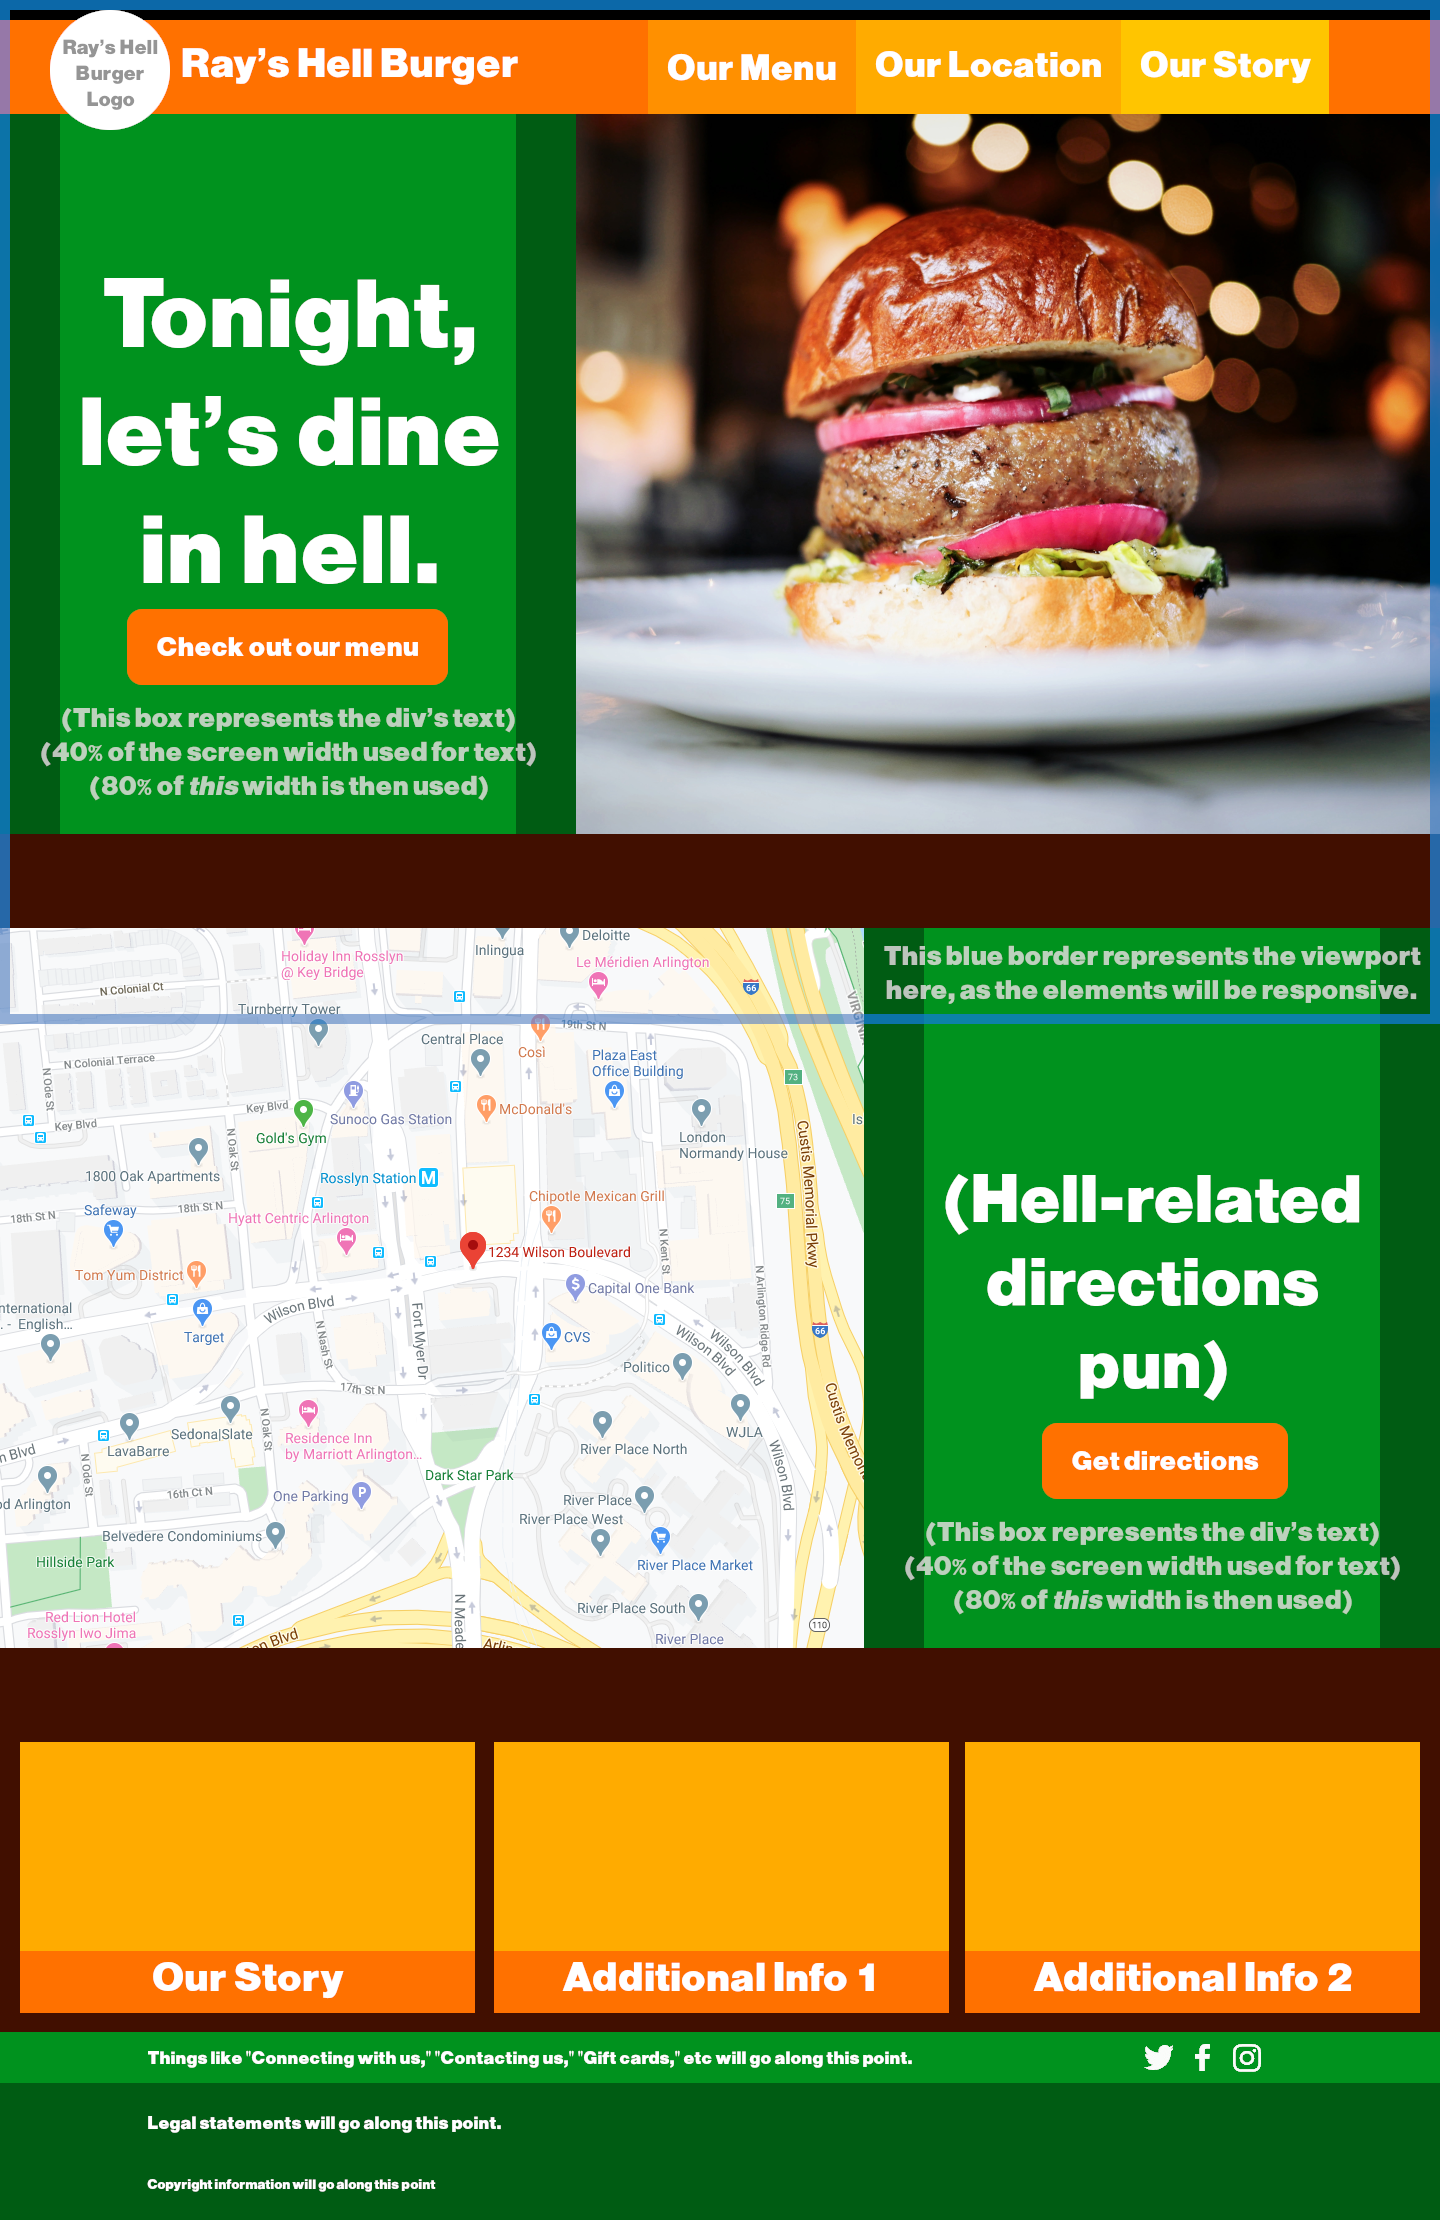 Ray's Hell
Burger
Logo
Ray's Hell Burger
Our Menu
Our Location
Our Story
Tonight,
let's dine
in hell.
Check out our menu
(This box represents the div's text)
(40% of the screen width used for text)
(80% of this width is then used)
This blue border represents the viewport
here, as the elements will be responsive.
Deloitte
Inlingua
Holiday Inn Rosslyn
@ Key Bridge
Le Méridien Arlington
66
N Colonial Ct
Turnberry Tower
19th St N
Central Place
Così
N Colonial Terrace
Plaza East
Office Building
73
N Ode St
Key Blvd
Sunoco Gas Station
McDonald's
Key Blvd
Gold's Gym
N Oak St
London
Normandy House
Is
Custis Memorial Pkwy
1800 Oak Apartments
Rosslyn Station
M
Chipotle Mexican Grill
75
Safeway
18th St N
18th St N
Hyatt Centric Arlington
1234 Wilson Boulevard
N Kent St
Tom Yum District
Capital One Bank
N Arlington Ridge Rd
nternational
. - English...
Target
Wilson Blvd
Fort Myer Dr
N Nash St
CVS
Wilson Blvd
Wilson Blvd
66
Politico
17th St N
Custis Memori
Sedona|Slate
N Oak St
LavaBarre
Residence Inn
by Marriott Arlington...
River Place North
WJLA
n Blvd
N Ode St
Wilson Blvd
Dark Star Park
16th Ct N
One Parking
P
River Place
od Arlington
River Place West
Belvedere Condominiums
Hillside Park
River Place Market
N Meade
River Place South
Red Lion Hotel
Rosslyn Iwo Jima
110
on Blvd
Arlin
River Place
(Hell-related
directions
pun)
Get directions
(This box represents the div's text)
(40% of the screen width used for text)
(80% of this width is then used)
Our Story
Additional Info 1
Additional Info 2
Things like "Connecting with us," "Contacting us," "Gift cards," etc will go along this point.
Legal statements will go along this point.
Copyright information will go along this point